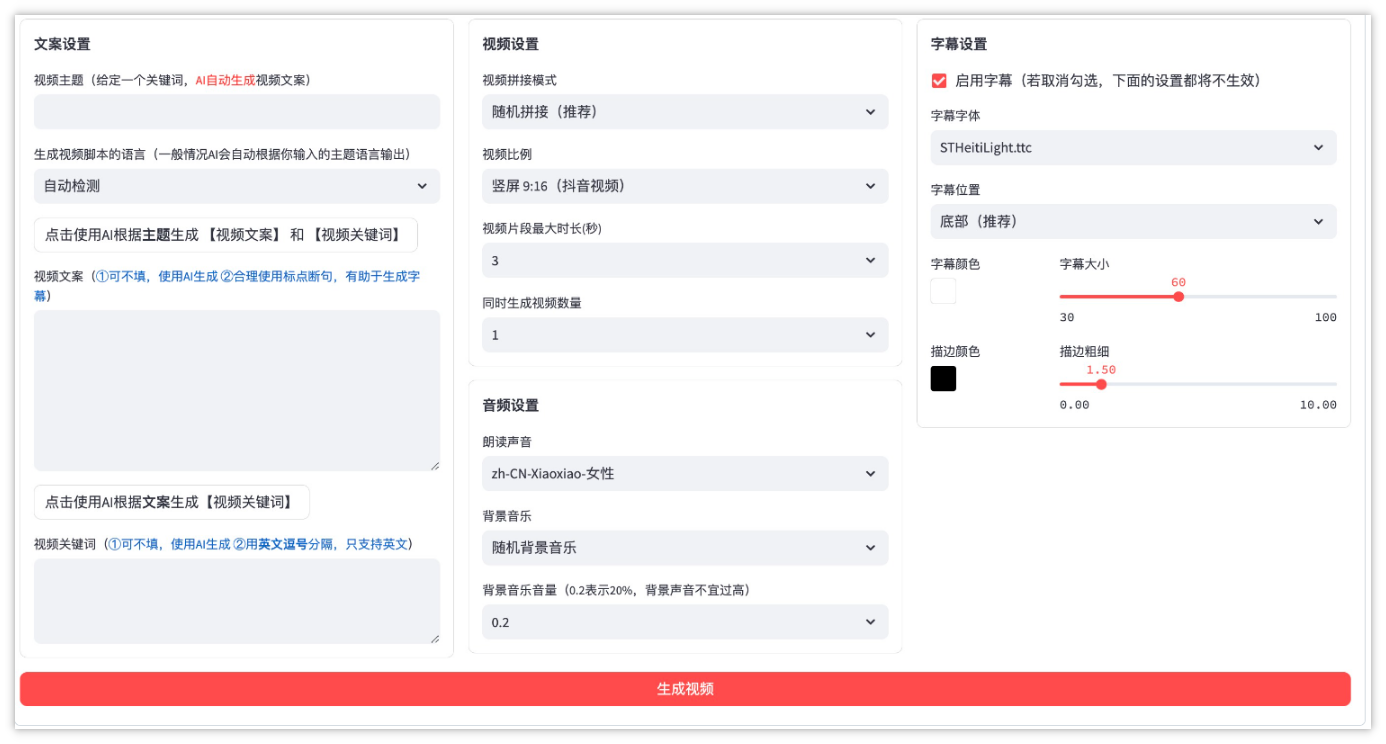 文案设置
视频主题（给定一个关键词，AI自动生成视频文案）
生成视频脚本的语言（一般情况AI会自动根据你输入的主题语言输出）
自动检测
点击使用AI根据主题生成 【视频文案】 和 【视频关键词】
视频文案（①可不填，使用AI生成 ②合理使用标点断句，有助于生成字
幕）
点击使用AI根据文案生成【视频关键词】
视频关键词（①可不填，使用AI生成 ②用英文逗号分隔，只支持英文）
视频设置
视频拼接模式
随机拼接（推荐）
视频比例
竖屏 9:16（抖音视频）
视频片段最大时长(秒)
3
同时生成视频数量
1
音频设置
朗读声音
zh-CN-Xiaoxiao-女性
背景音乐
随机背景音乐
背景音乐音量（0.2表示20%，背景声音不宜过高）
0.2
字幕设置
启用字幕（若取消勾选，下面的设置都将不生效）
字幕字体
STHeitiLight.ttc
字幕位置
底部（推荐）
字幕颜色
字幕大小
60
30 100
描边颜色
描边粗细
1.50
0.00 10.00
生成视频